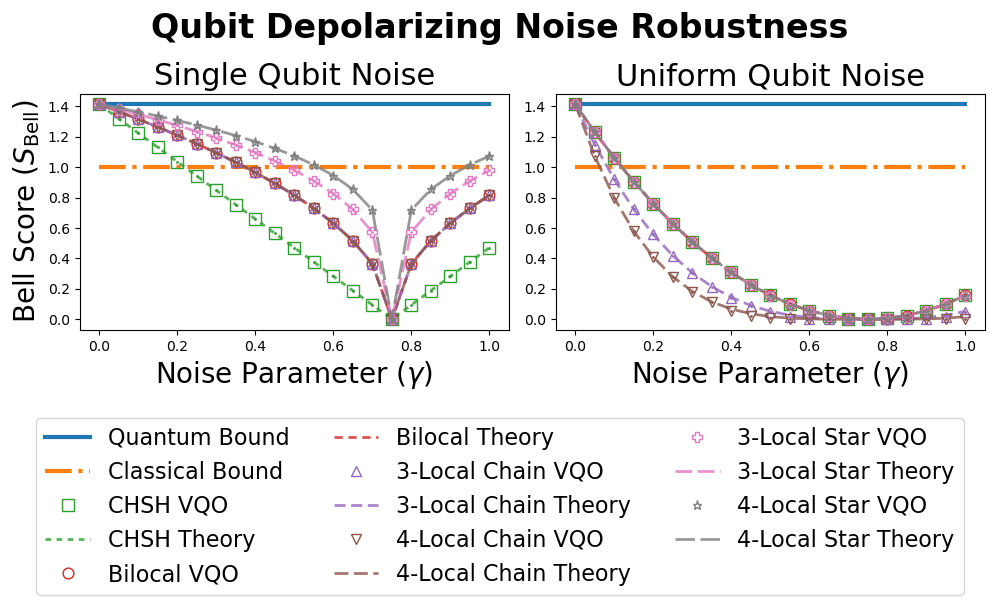 Qubit Depolarizing Noise Robustness
Single Qubit Noise
Uniform Qubit Noise
Bell Score (S_Bell)
1.4
1.2
1.0
0.8
0.6
0.4
0.2
0.0
0.0 0.2 0.4 0.6 0.8 1.0
Noise Parameter (γ)
1.4
1.2
1.0
0.8
0.6
0.4
0.2
0.0
0.0 0.2 0.4 0.6 0.8 1.0
Noise Parameter (γ)
Quantum Bound
Classical Bound
CHSH VQO
CHSH Theory
Bilocal VQO
Bilocal Theory
3-Local Chain VQO
3-Local Chain Theory
4-Local Chain VQO
4-Local Chain Theory
3-Local Star VQO
3-Local Star Theory
4-Local Star VQO
4-Local Star Theory